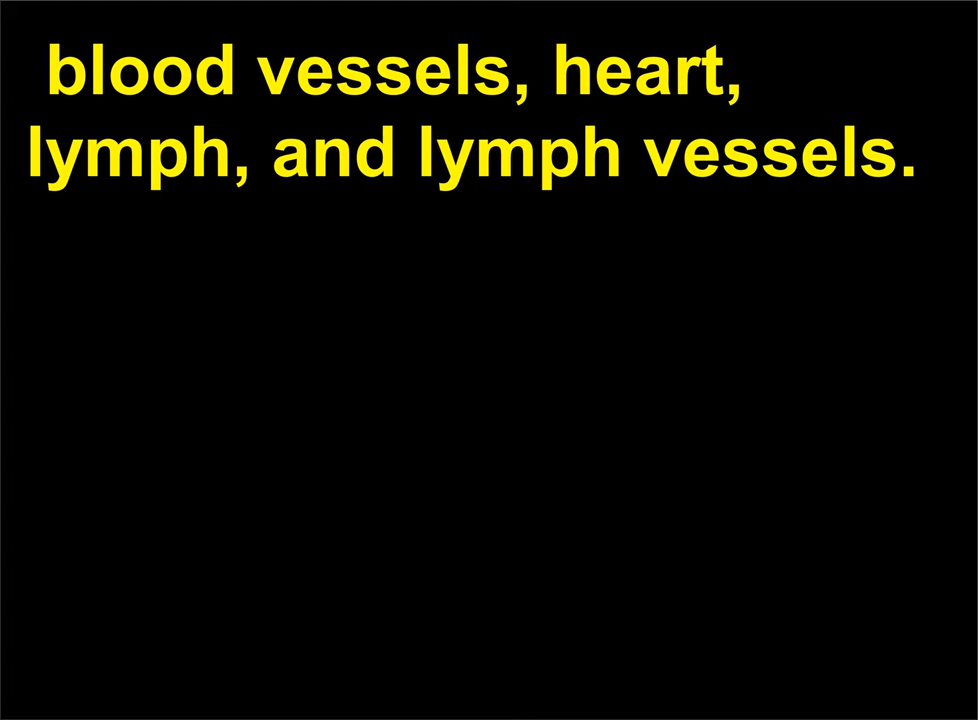 blood vessels, heart,
lymph, and lymph vessels.